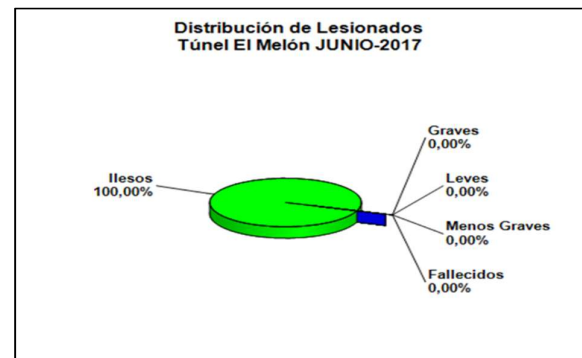 Distribución de Lesionados
Túnel El Melón JUNIO-2017
Graves
0,00%
Ilesos
100,00%
Leves
0,00%
Menos Graves
0,00%
Fallecidos
0,00%